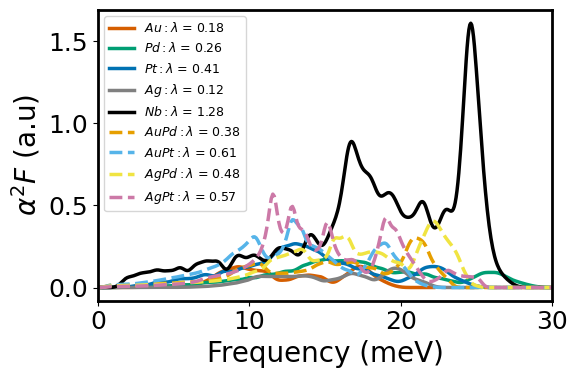 α²F (a.u)
1.5
1.0
0.5
0.0
Au : λ = 0.18
Pd : λ = 0.26
Pt : λ = 0.41
Ag : λ = 0.12
Nb : λ = 1.28
AuPd : λ = 0.38
AuPt : λ = 0.61
AgPd : λ = 0.48
AgPt : λ = 0.57
0 10 20 30
Frequency (meV)